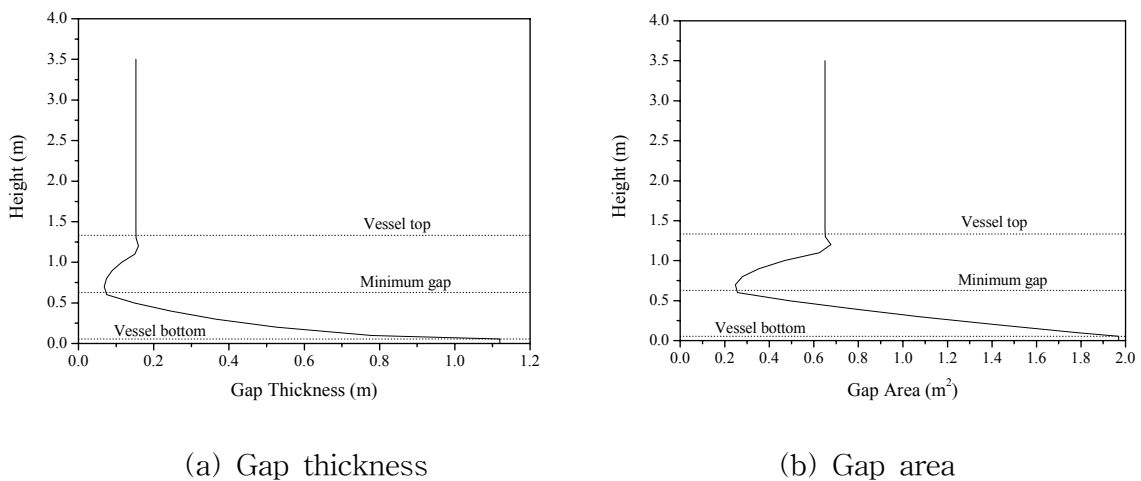 4.0
3.5
3.0
2.5
2.0
1.5
1.0
0.5
0.0
Height (m)
Vessel top
Minimum gap
Vessel bottom
0.0 0.2 0.4 0.6 0.8 1.0 1.2
Gap Thickness (m)
(a) Gap thickness
4.0
3.5
3.0
2.5
2.0
1.5
1.0
0.5
0.0
Height (m)
Vessel top
Minimum gap
Vessel bottom
0.0 0.2 0.4 0.6 0.8 1.0 1.2 1.4 1.6 1.8 2.0
Gap Area (m²)
(b) Gap area